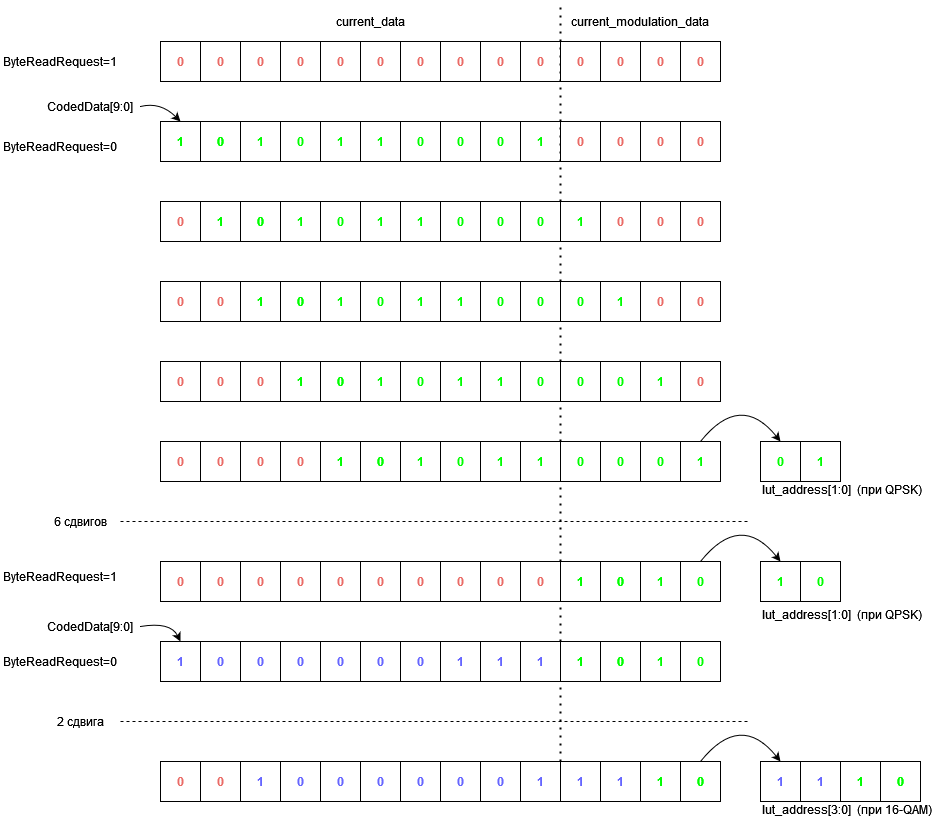 current_data current_modulation_data
ByteReadRequest=1 0 0 0 0 0 0 0 0 0 0 0 0 0 0
CodedData[9:0]
ByteReadRequest=0 1 0 1 0 1 1 0 0 0 1 0 0 0 0
0 1 0 1 0 1 1 0 0 0 1 0 0 0
0 0 1 0 1 0 1 1 0 0 0 1 0 0
0 0 0 1 0 1 0 1 1 0 0 0 1 0
0 0 0 0 1 0 1 0 1 1 0 0 0 1 0 1
lut_address[1:0] (при QPSK)
6 сдвигов
ByteReadRequest=1 0 0 0 0 0 0 0 0 0 0 1 0 1 0 1 0
lut_address[1:0] (при QPSK)
CodedData[9:0]
ByteReadRequest=0 1 0 0 0 0 0 0 1 1 1 1 0 1 0
2 сдвига
0 0 1 0 0 0 0 0 0 1 1 1 1 0 1 1 1 0
lut_address[3:0] (при 16-QAM)